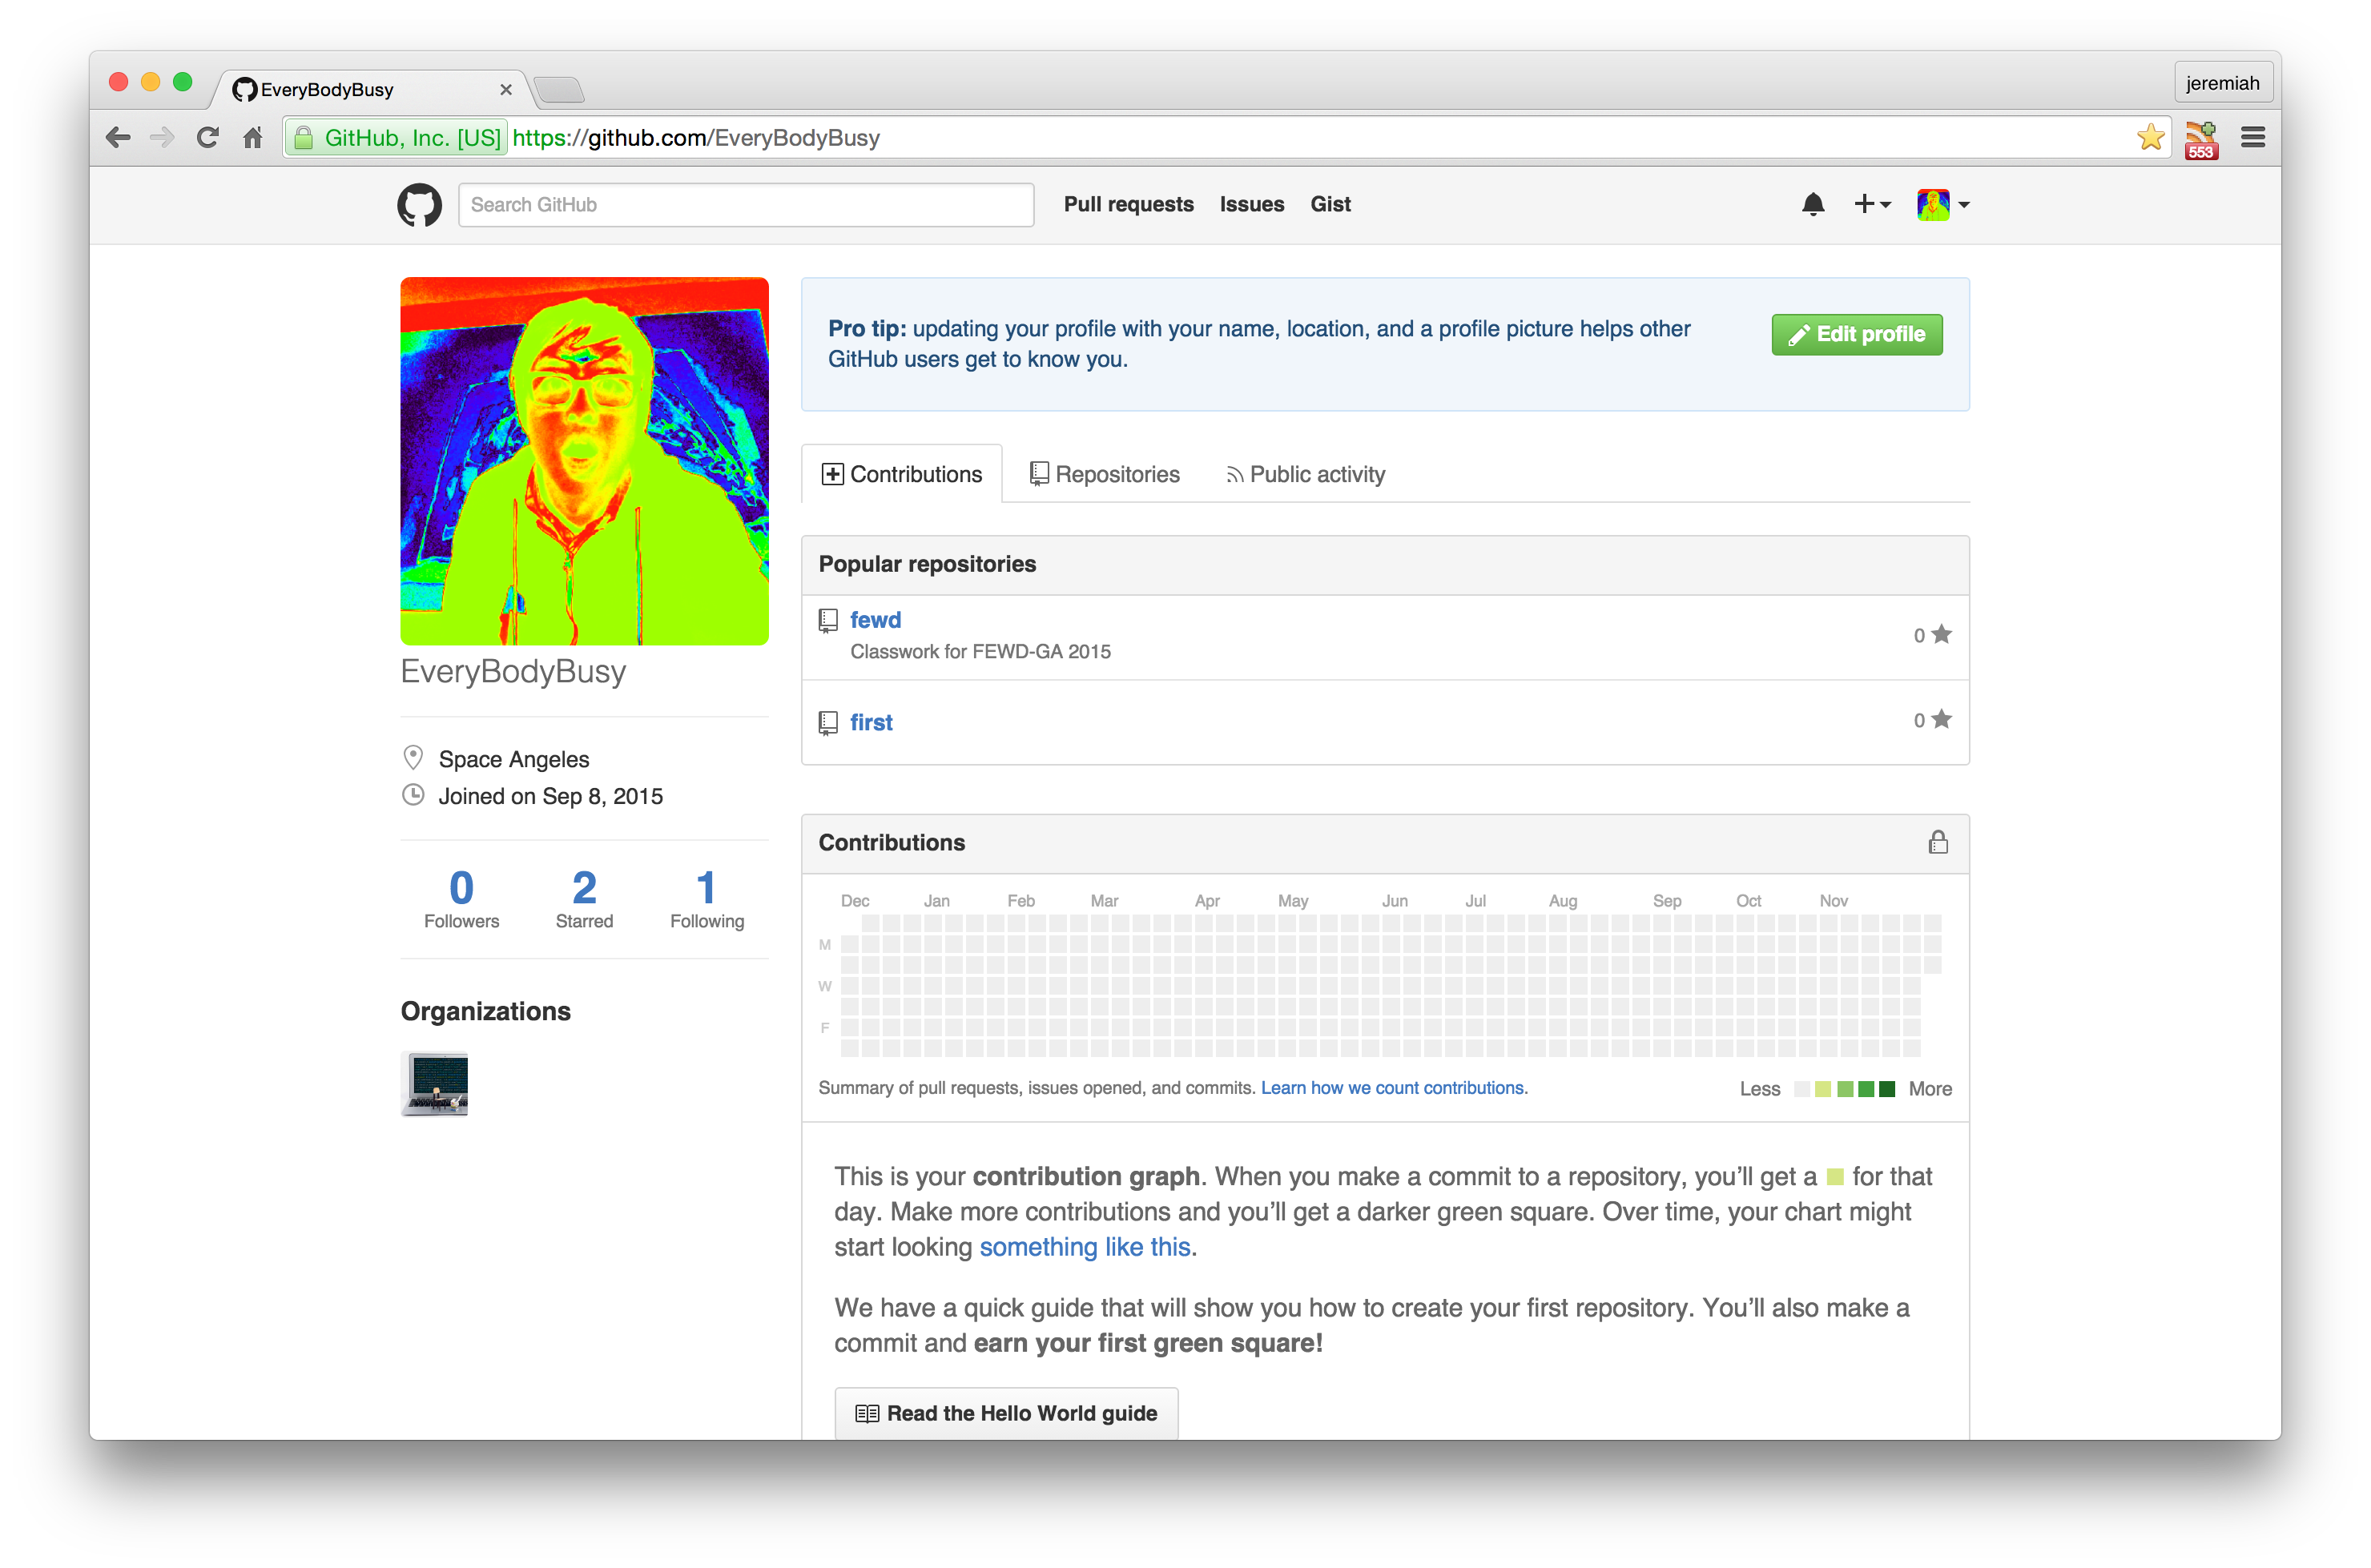 EveryBodyBusy
jeremiah
GitHub, Inc. [US] https://github.com/EveryBodyBusy
553
Search GitHub
Pull requests
Issues
Gist
Pro tip: updating your profile with your name, location, and a profile picture helps other
GitHub users get to know you.
Edit profile
EveryBodyBusy
Space Angeles
Joined on Sep 8, 2015
0
Followers
2
Starred
1
Following
Organizations
Contributions
Repositories
Public activity
Popular repositories
fewd
Classwork for FEWD-GA 2015
0
first
0
Contributions
Dec Jan Feb Mar Apr May Jun Jul Aug Sep Oct Nov
M
W
F
Summary of pull requests, issues opened, and commits. Learn how we count contributions.
Less
More
This is your contribution graph. When you make a commit to a repository, you’ll get a for that
day. Make more contributions and you’ll get a darker green square. Over time, your chart might
start looking something like this.
We have a quick guide that will show you how to create your first repository. You’ll also make a
commit and earn your first green square!
Read the Hello World guide